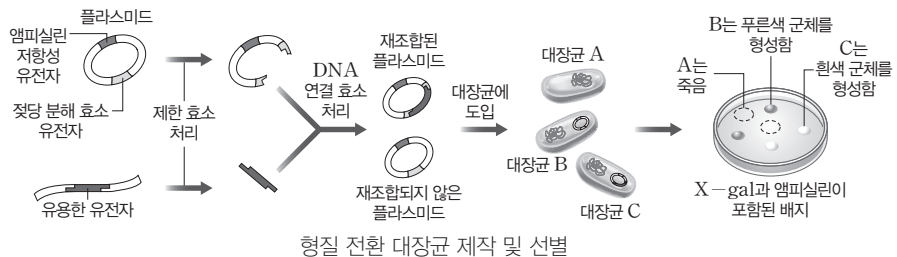 플라스미드
앰피실린
저항성
유전자
젖당 분해 효소
유전자
제한 효소
처리
유용한 유전자
DNA
연결 효소
처리
재조합된
플라스미드
재조합되지 않은
플라스미드
대장균에
도입
대장균 A
대장균 B
대장균 C
B는 푸른색 군체를
형성함
A는
죽음
C는
흰색 군체를
형성함
X－gal과 앰피실린이
포함된 배지
형질 전환 대장균 제작 및 선별